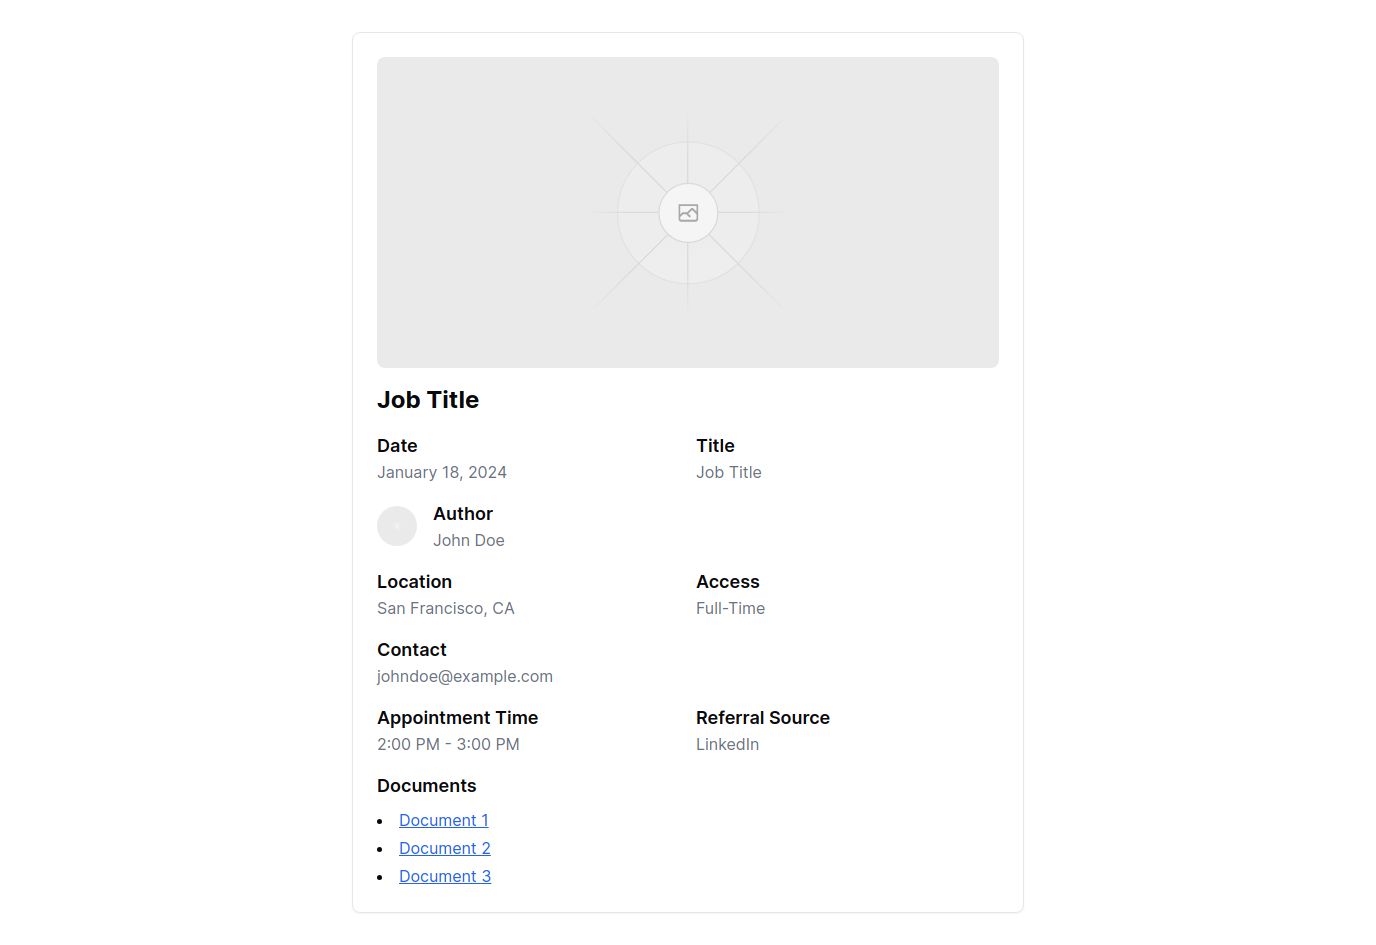 Job Title
Date
January 18, 2024
Title
Job Title
Author
John Doe
Location
San Francisco, CA
Access
Full-Time
Contact
johndoe@example.com
Appointment Time
2:00 PM - 3:00 PM
Referral Source
LinkedIn
Documents
Document 1
Document 2
Document 3